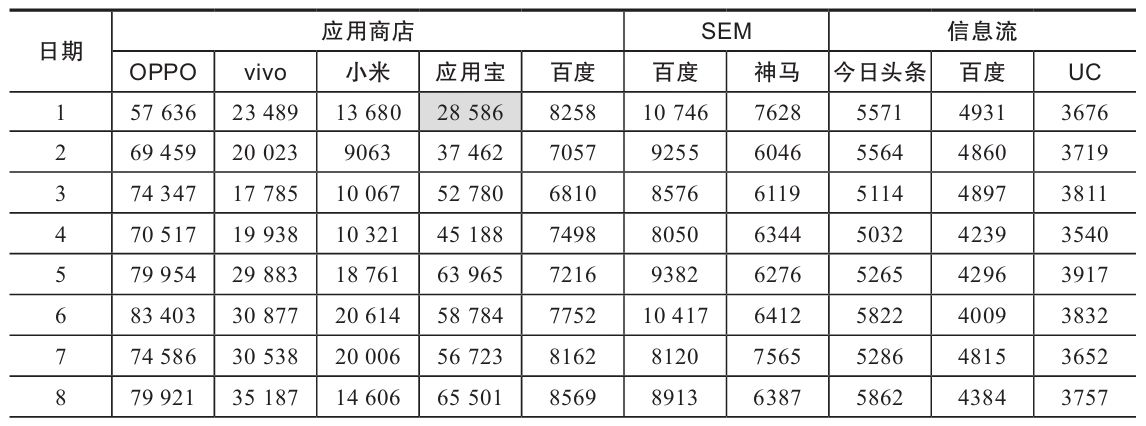 日期 应用商店 SEM 信息流
OPPO vivo 小米 应用宝 百度 百度 神马 今日头条 百度 UC
1 57 636 23 489 13 680 28 586 8258 10 746 7628 5571 4931 3676
2 69 459 20 023 9063 37 462 7057 9255 6046 5564 4860 3719
3 74 347 17 785 10 067 52 780 6810 8576 6119 5114 4897 3811
4 70 517 19 938 10 321 45 188 7498 8050 6344 5032 4239 3540
5 79 954 29 883 18 761 63 965 7216 9382 6276 5265 4296 3917
6 83 403 30 877 20 614 58 784 7752 10 417 6412 5822 4009 3832
7 74 586 30 538 20 006 56 723 8162 8120 7565 5286 4815 3652
8 79 921 35 187 14 606 65 501 8569 8913 6387 5862 4384 3757